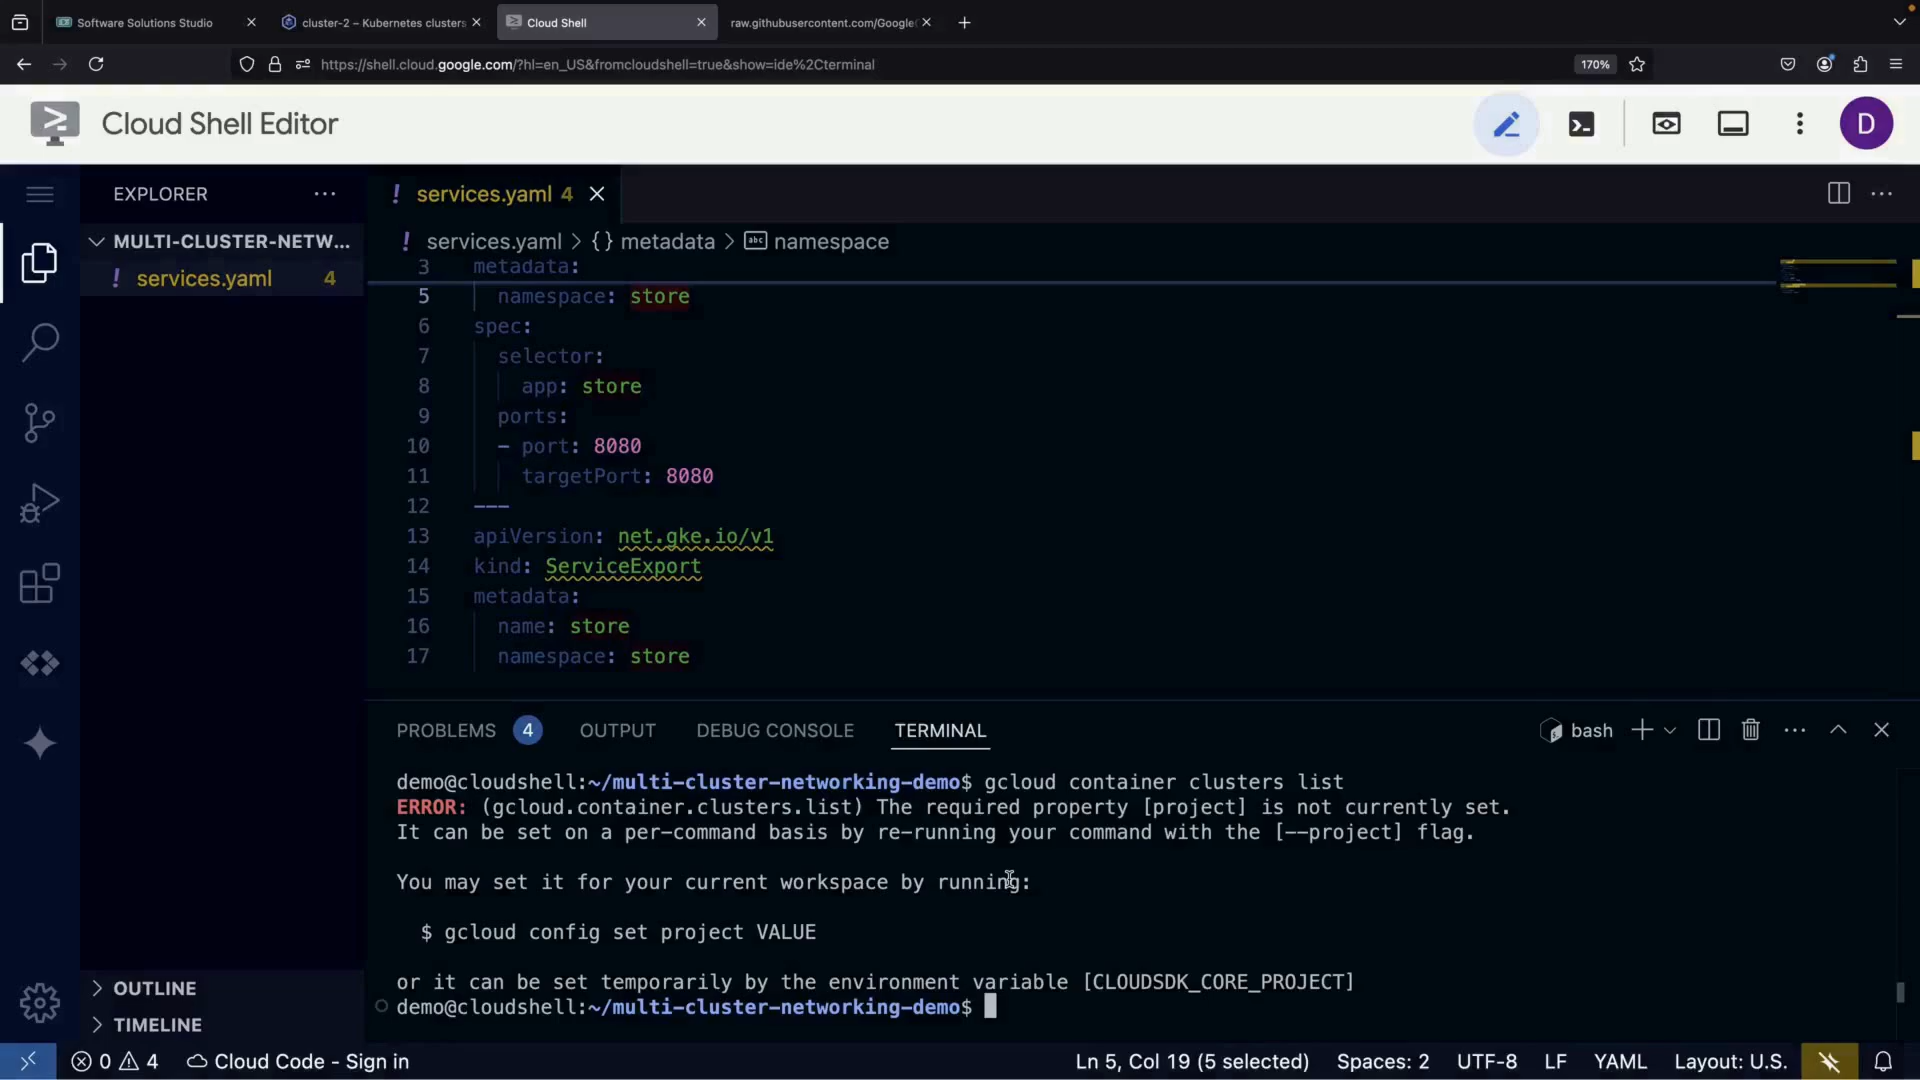 Software Solutions Studio
cluster-2 – Kubernetes clusters
Cloud Shell
raw.githubusercontent.com/Google
https://shell.cloud.google.com/?hl=en_US&fromcloudshell=true&show=ide%2Cterminal
170%
Cloud Shell Editor
D
EXPLORER
services.yaml 4
MULTI-CLUSTER-NETW...
services.yaml > {} metadata > abc namespace
services.yaml 4
3 metadata:
5 namespace: store
6 spec:
7 selector:
8 app: store
9 ports:
10 - port: 8080
11 targetPort: 8080
12 ---
13 apiVersion: net.gke.io/v1
14 kind: ServiceExport
15 metadata:
16 name: store
17 namespace: store
PROBLEMS 4 OUTPUT DEBUG CONSOLE TERMINAL
bash
demo@cloudshell:~/multi-cluster-networking-demo$ gcloud container clusters list
ERROR: (gcloud.container.clusters.list) The required property [project] is not currently set.
It can be set on a per-command basis by re-running your command with the [--project] flag.
You may set it for your current workspace by running:
$ gcloud config set project VALUE
or it can be set temporarily by the environment variable [CLOUDSDK_CORE_PROJECT]
demo@cloudshell:~/multi-cluster-networking-demo$
OUTLINE
TIMELINE
0 4 Cloud Code - Sign in
Ln 5, Col 19 (5 selected) Spaces: 2 UTF-8 LF YAML Layout: U.S.